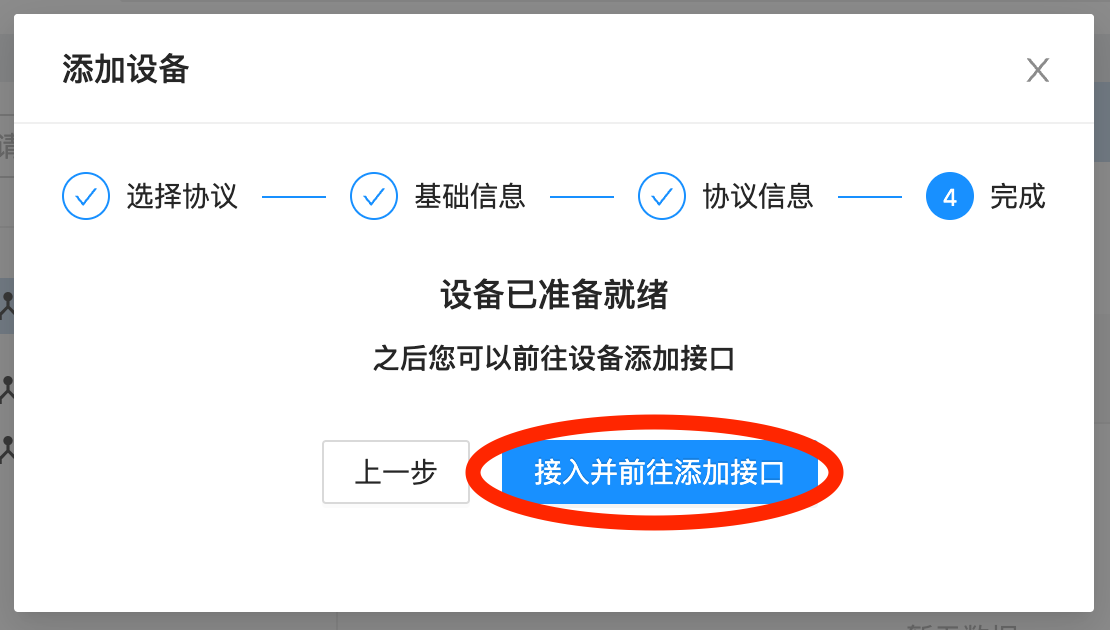 添加设备
请
选择协议
基础信息
协议信息
4 完成
设备已准备就绪
之后您可以前往设备添加接口
上一步
接入并前往添加接口